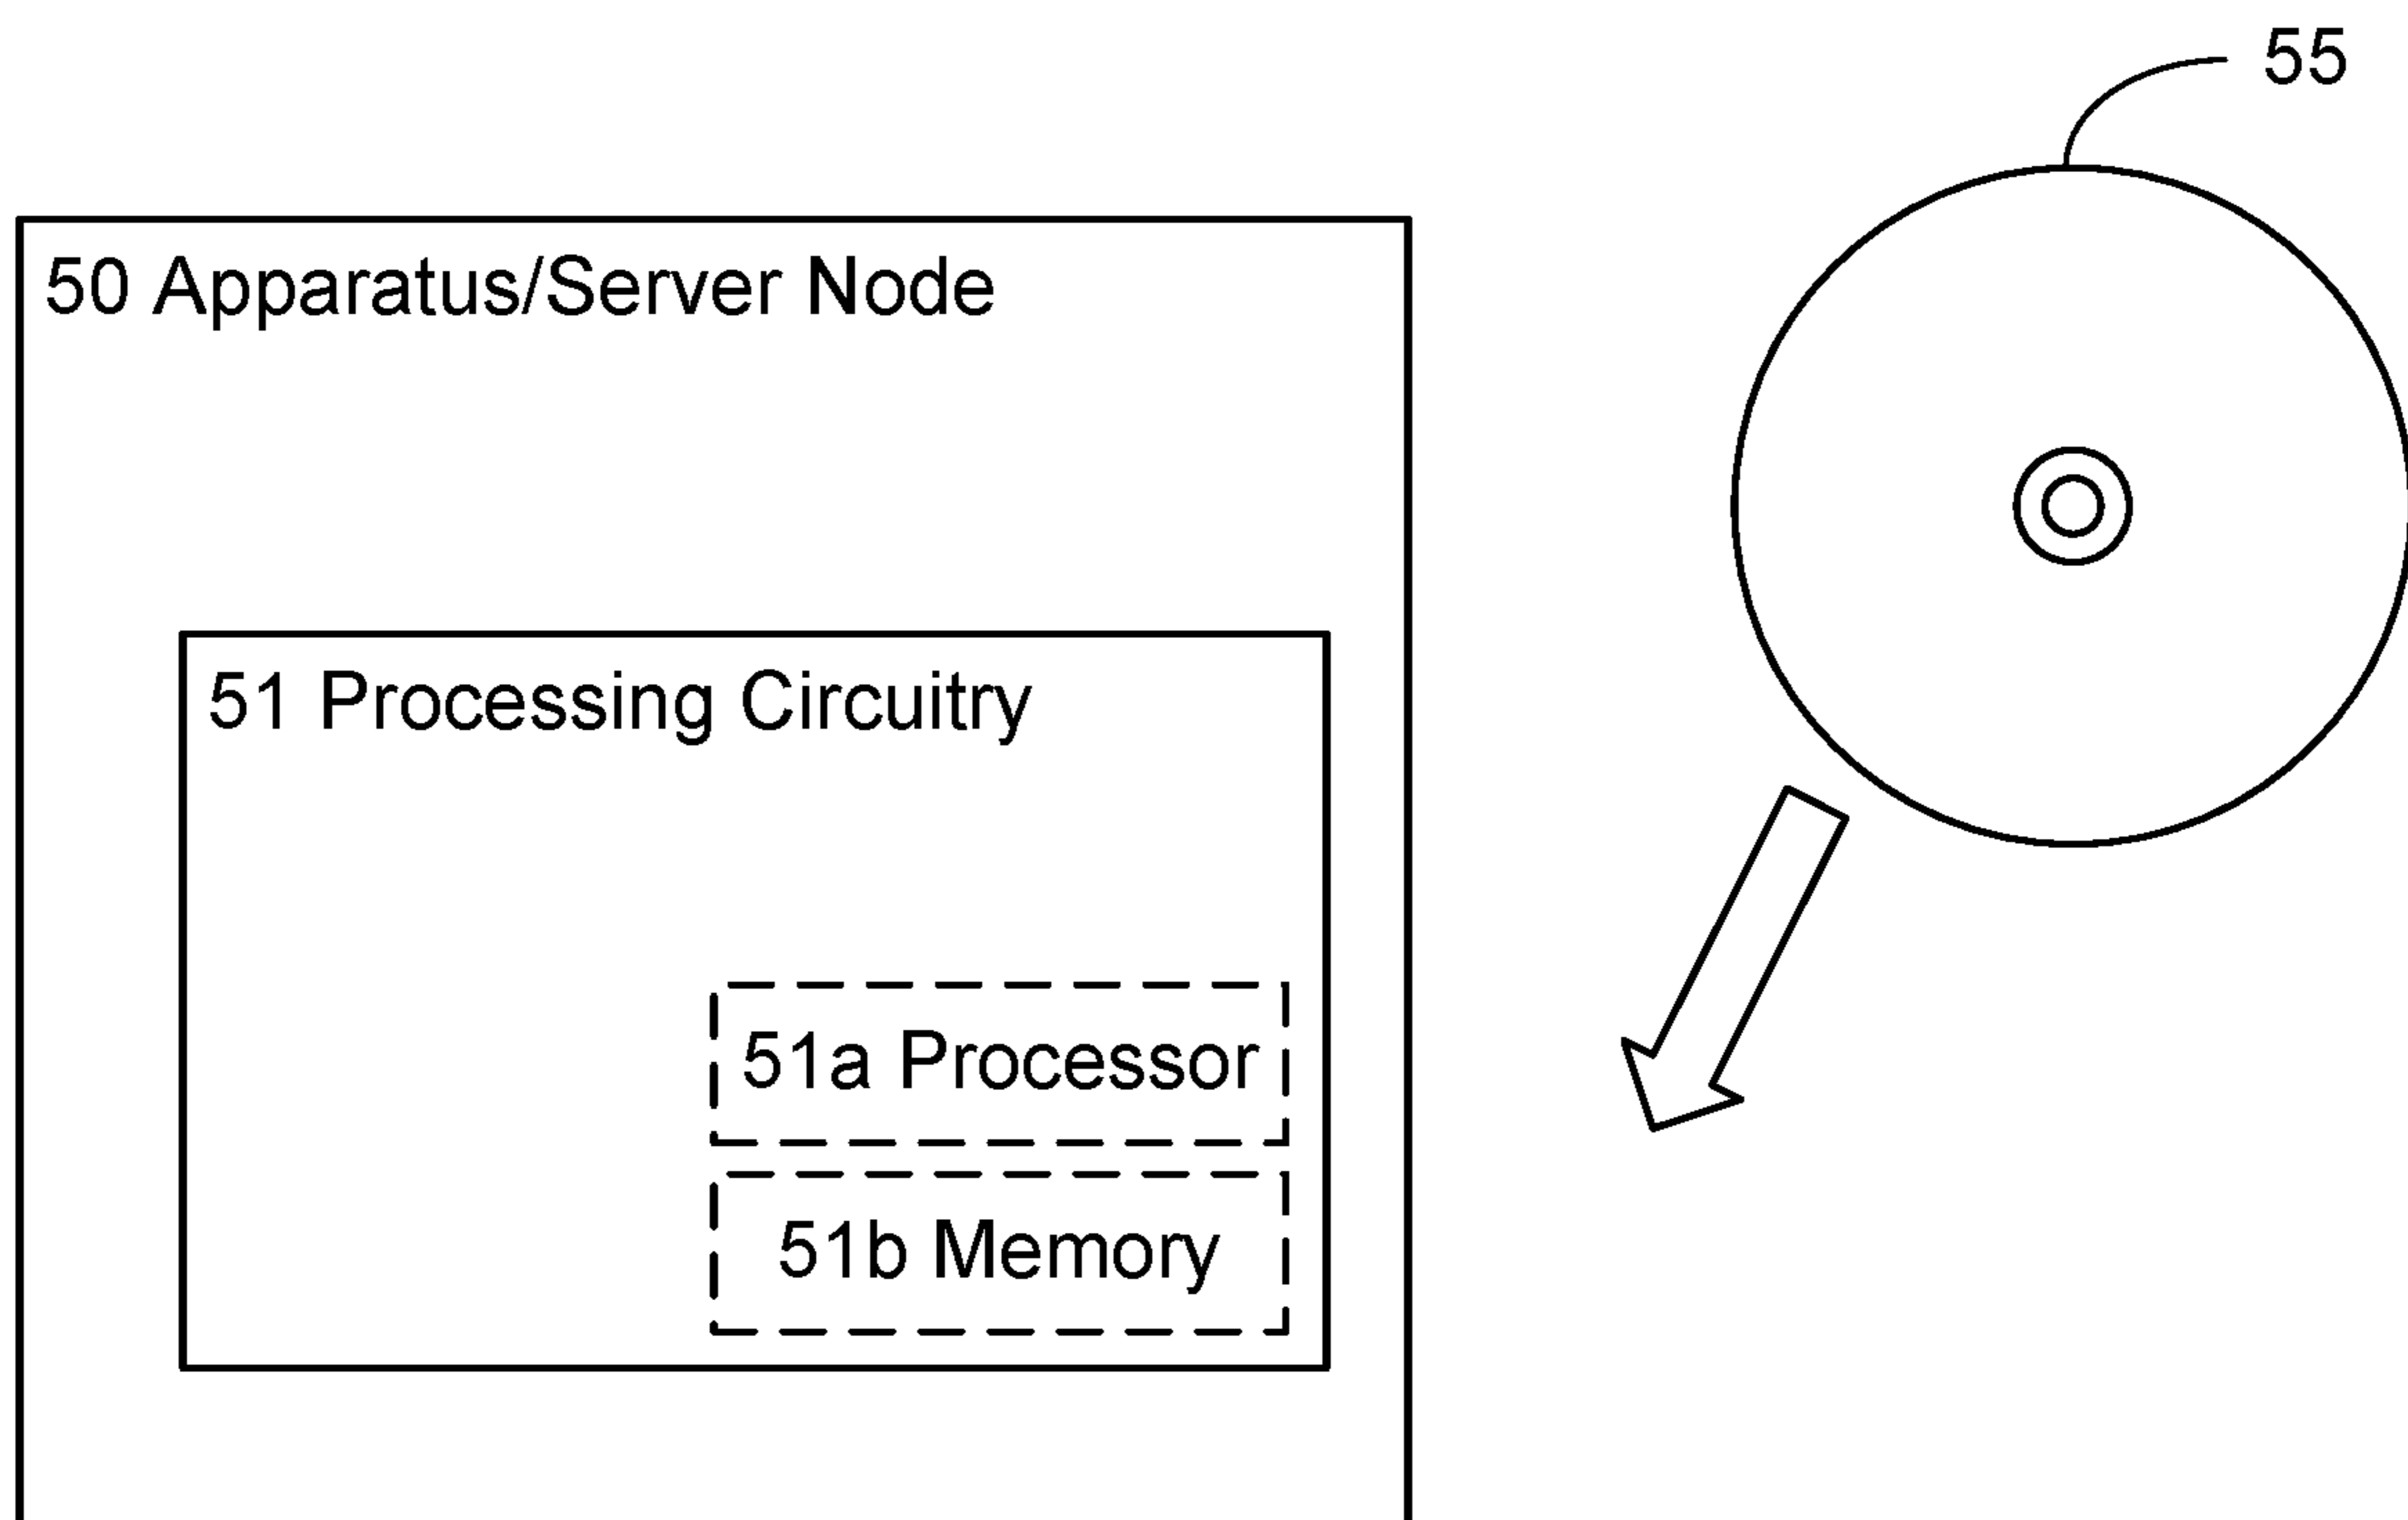 55
50 Apparatus/Server Node
51 Processing Circuitry
51a Processor
51b Memory